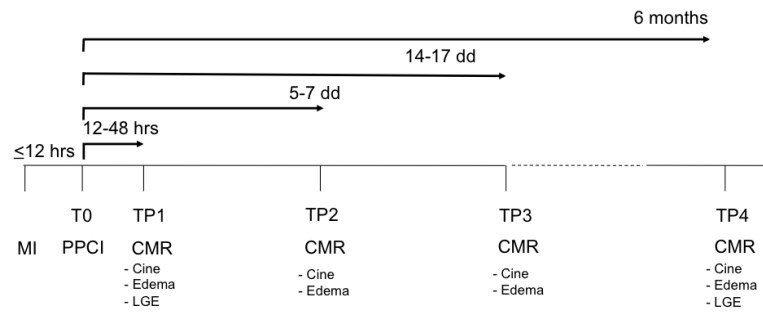 6 months
14-17 dd
5-7 dd
12-48 hrs
≤12 hrs
T0 TP1 TP2 TP3 TP4
MI PPCI CMR CMR CMR CMR
- Cine - Cine - Cine - Cine
- Edema - Edema - Edema - Edema
- LGE - LGE